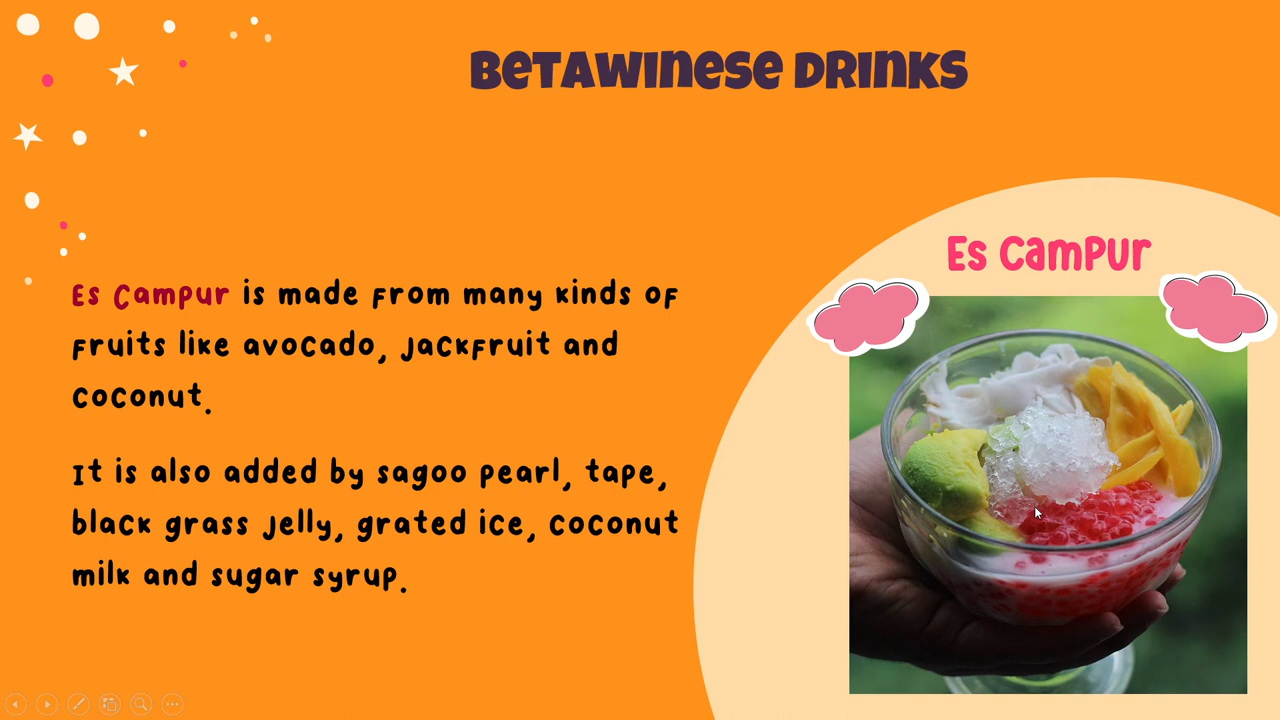 Betawinese Drinks
Es Campur
Es Campur is made from many kinds of
fruits like avocado, jackfruit and
coconut.
It is also added by sagoo pearl, tape,
black grass jelly, grated ice, coconut
milk and sugar syrup.